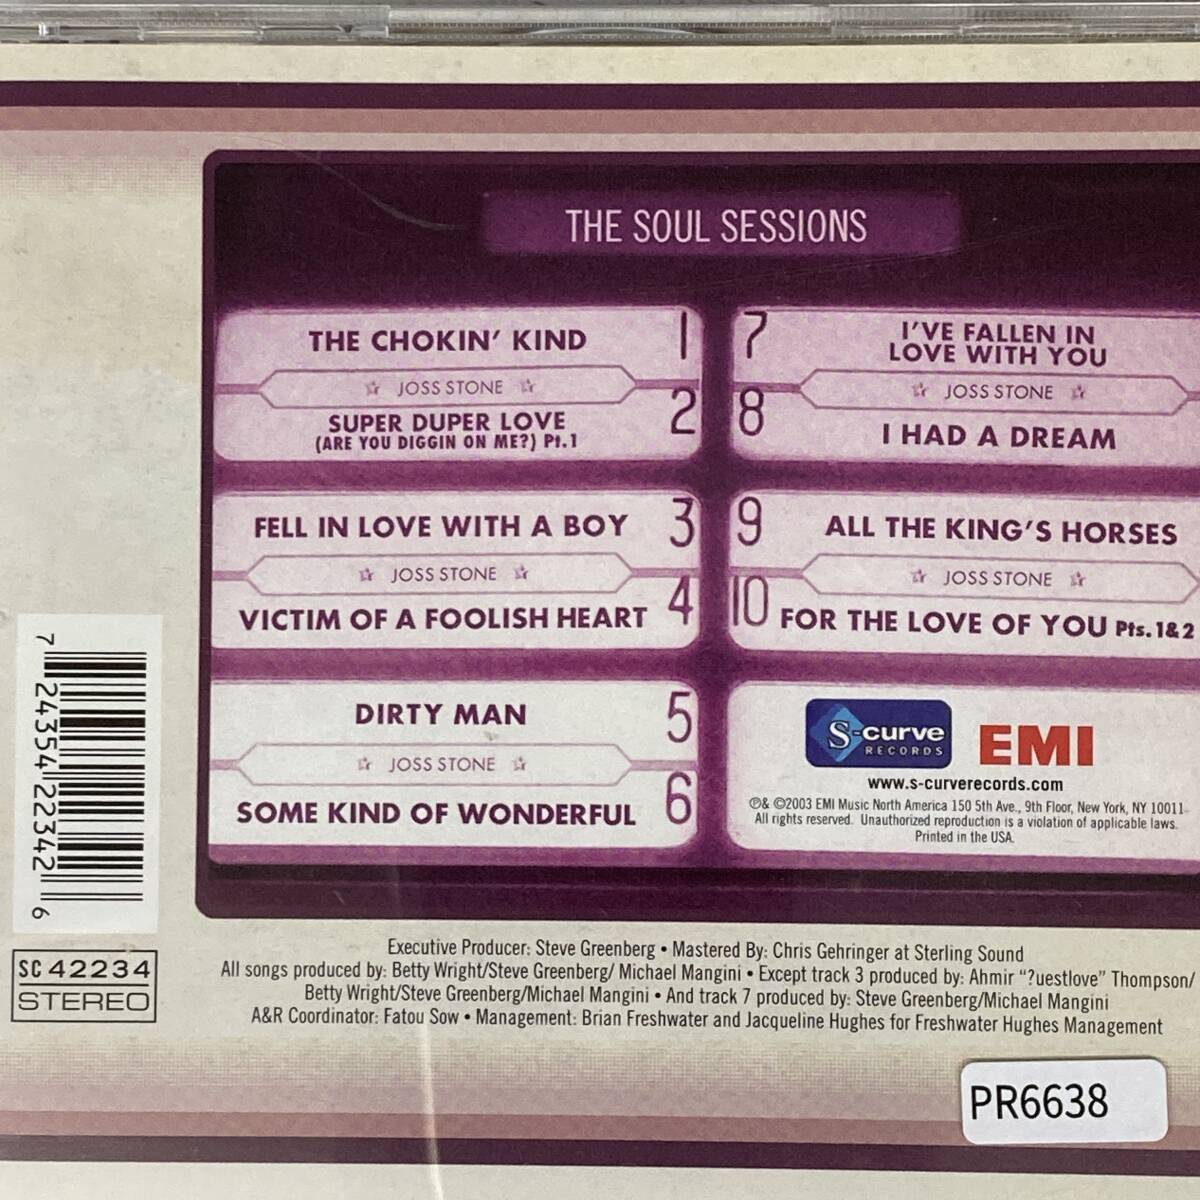 THE SOUL SESSIONS
THE CHOKIN' KIND 1
☆ JOSS STONE ☆
SUPER DUPER LOVE 2
(ARE YOU DIGGIN ON ME?) Pt.1
FELL IN LOVE WITH A BOY 3
☆ JOSS STONE ☆
VICTIM OF A FOOLISH HEART 4
DIRTY MAN 5
☆ JOSS STONE ☆
SOME KIND OF WONDERFUL 6
7 I'VE FALLEN IN
LOVE WITH YOU
☆ JOSS STONE ☆
8 I HAD A DREAM
9 ALL THE KING'S HORSES
☆ JOSS STONE ☆
10 FOR THE LOVE OF YOU Pts.1&2
S-curve
RECORDS
EMI
www.s-curverecords.com
℗& ©2003 EMI Music North America 150 5th Ave., 9th Floor, New York, NY 10011
All rights reserved. Unauthorized reproduction is a violation of applicable laws.
Printed in the USA.
7 24354 22342 6
SC 42234
STEREO
Executive Producer: Steve Greenberg • Mastered By: Chris Gehringer at Sterling Sound
All songs produced by: Betty Wright/Steve Greenberg/ Michael Mangini • Except track 3 produced by: Ahmir "?uestlove" Thompson/
Betty Wright/Steve Greenberg/Michael Mangini • And track 7 produced by: Steve Greenberg/Michael Mangini
A&R Coordinator: Fatou Sow • Management: Brian Freshwater and Jacqueline Hughes for Freshwater Hughes Management
PR6638